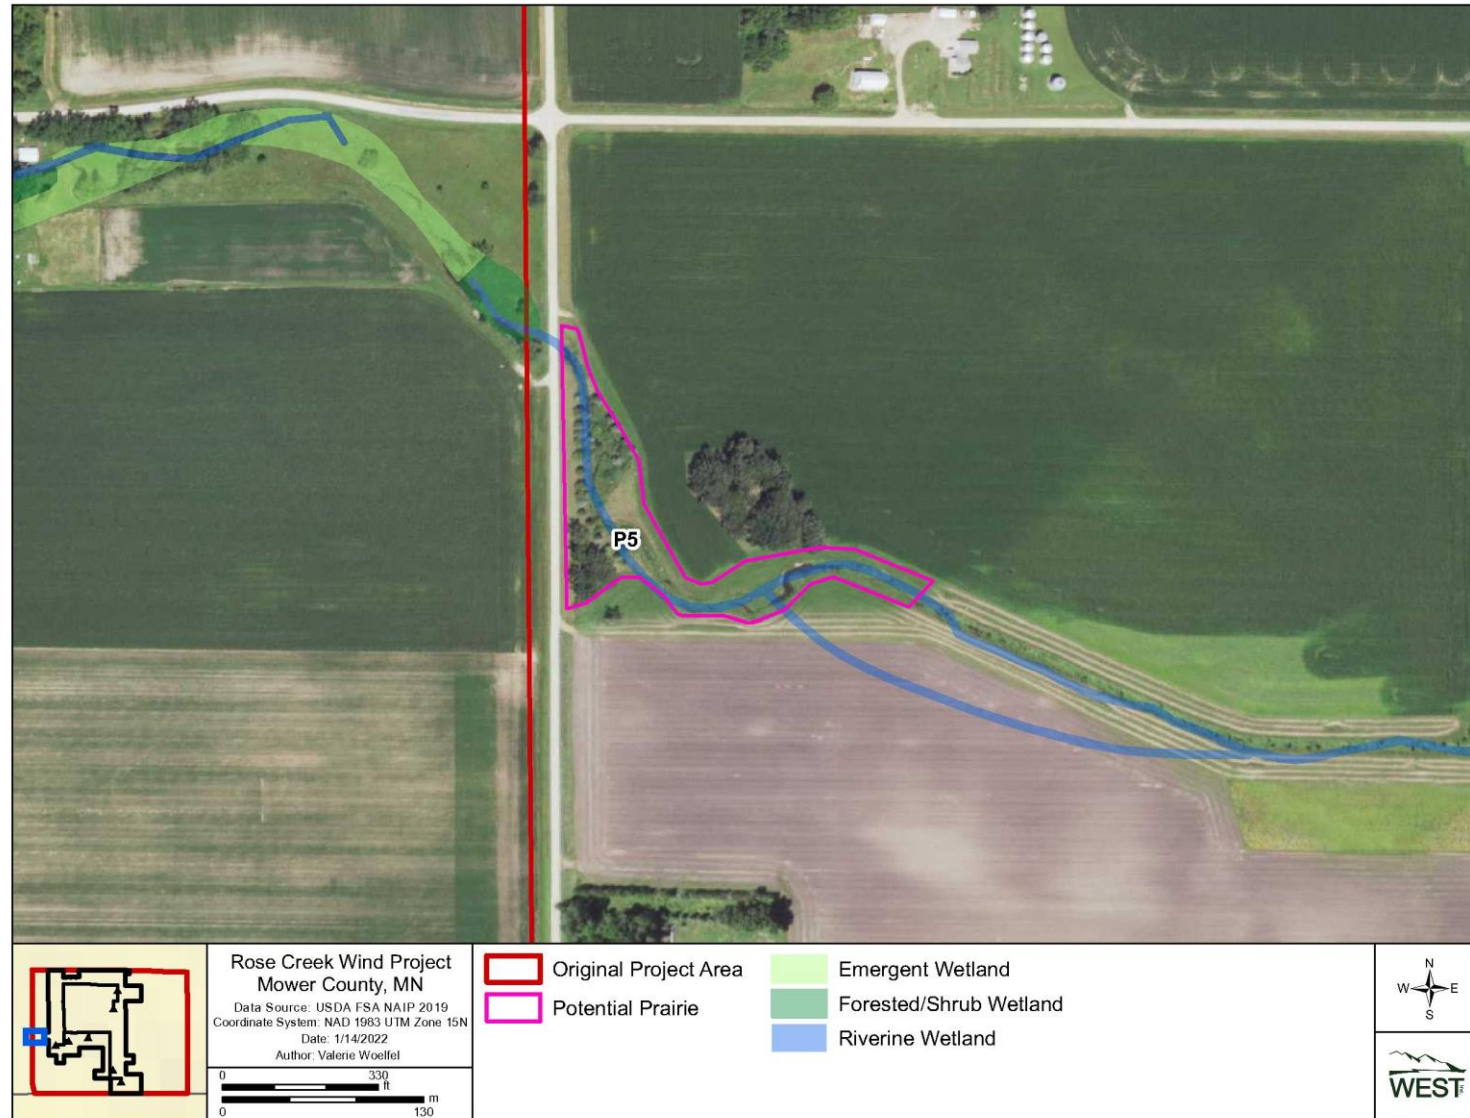 P5
Rose Creek Wind Project
Mower County, MN
Data Source: USDA FSA NAIP 2019
Coordinate System: NAD 1983 UTM Zone 15N
Date: 1/14/2022
Author: Valerie Woelfel
0 330
ft
m
0 130
Original Project Area
Potential Prairie
Emergent Wetland
Forested/Shrub Wetland
Riverine Wetland
N
W E
S
WEST